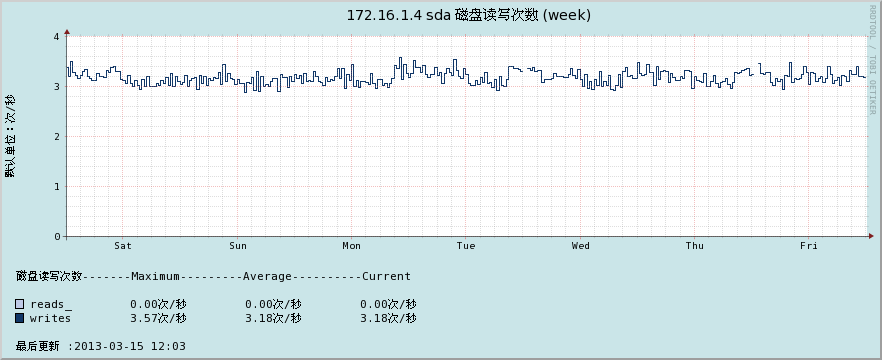 172.16.1.4 sda 磁盘读写次数 (week)
RRDTOOL / TOBI OETIKER
默认单位：次/秒
4
3
2
1
0
Sat Sun Mon Tue Wed Thu Fri
磁盘读写次数-------Maximum---------Average----------Current
reads_ 0.00次/秒 0.00次/秒 0.00次/秒
writes 3.57次/秒 3.18次/秒 3.18次/秒
最后更新 :2013-03-15 12:03